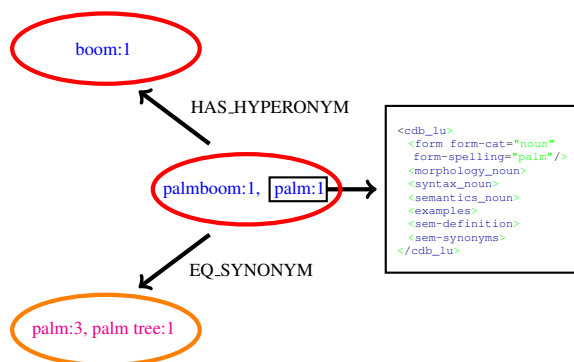 boom:1
HAS_HYPERONYM
palmboom:1, palm:1
EQ_SYNONYM
palm:3, palm tree:1
<cdb_lu>
<form form-cat="noun"
form-spelling="palm"/>
<morphology_noun>
<syntax_noun>
<semantics_noun>
<examples>
<sem-definition>
<sem-synonyms>
</cdb_lu>